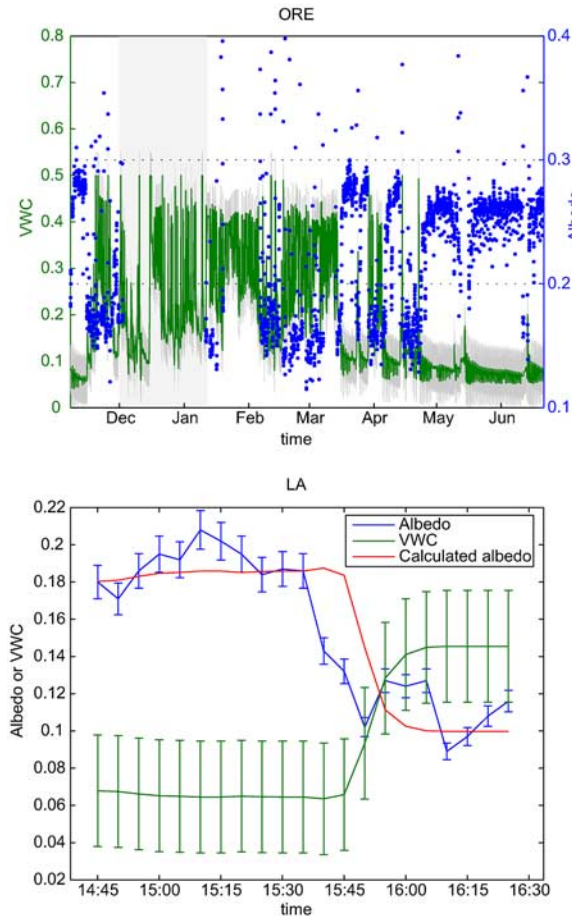 ORE
0.8
0.7
0.6
0.5
0.4
0.3
0.2
0.1
0
VWC
0.4
0.3
0.2
0.1
Albedo
Dec Jan Feb Mar Apr May Jun
time
LA
0.22
0.2
0.18
0.16
0.14
0.12
0.1
0.08
0.06
0.04
0.02
Albedo or VWC
Albedo
VWC
Calculated albedo
14:45 15:00 15:15 15:30 15:45 16:00 16:15 16:30
time